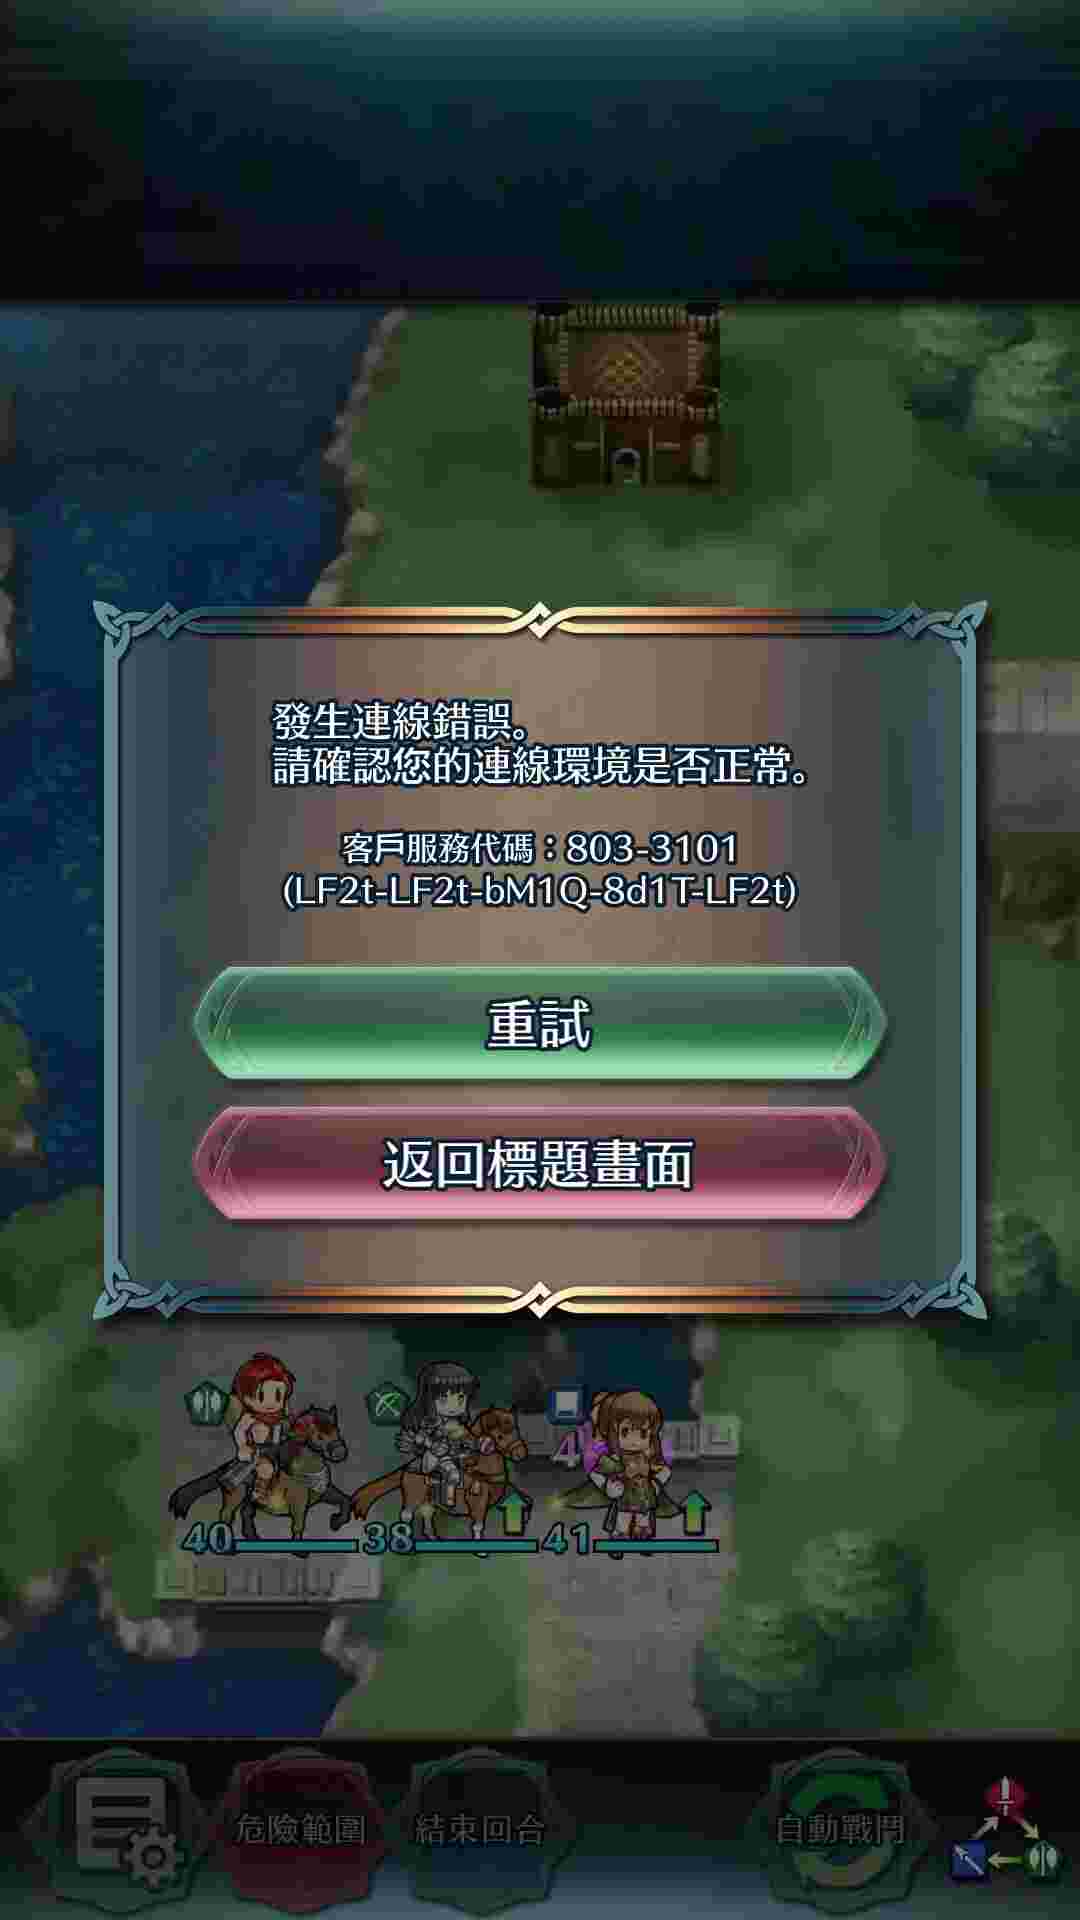 發生連線錯誤。
請確認您的連線環境是否正常。
客戶服務代碼：803-3101
(LF2t-LF2t-bM1Q-8d1T-LF2t)
重試
返回標題畫面
4
40
38
41
危險範圍
結束回合
自動戰鬥